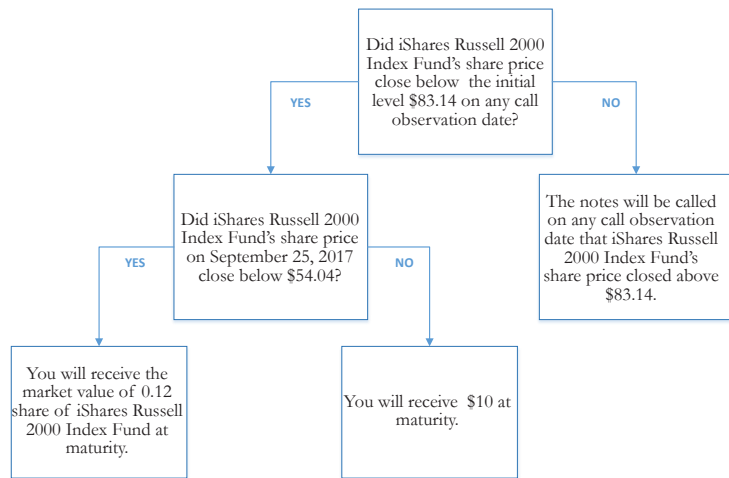 Did iShares Russell 2000
Index Fund's share price
close below the initial
level $83.14 on any call
observation date?
YES
NO
Did iShares Russell 2000
Index Fund's share price
on September 25, 2017
close below $54.04?
The notes will be called
on any call observation
date that iShares Russell
2000 Index Fund's
share price closed above
$83.14.
YES
NO
You will receive the
market value of 0.12
share of iShares Russell
2000 Index Fund at
maturity.
You will receive $10 at
maturity.